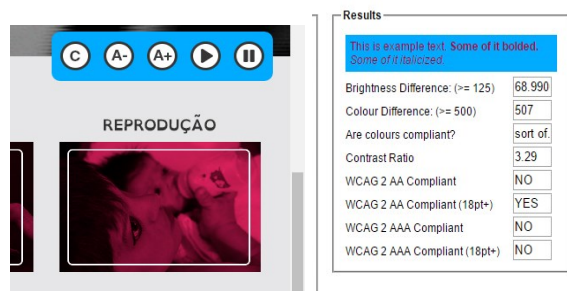 C A- A+
REPRODUÇÃO
Results
This is example text. Some of it bolded.
Some of it italicized.
Brightness Difference: (>= 125) 68.990
Colour Difference: (>= 500) 507
Are colours compliant? sort of.
Contrast Ratio 3.29
WCAG 2 AA Compliant NO
WCAG 2 AA Compliant (18pt+) YES
WCAG 2 AAA Compliant NO
WCAG 2 AAA Compliant (18pt+) NO